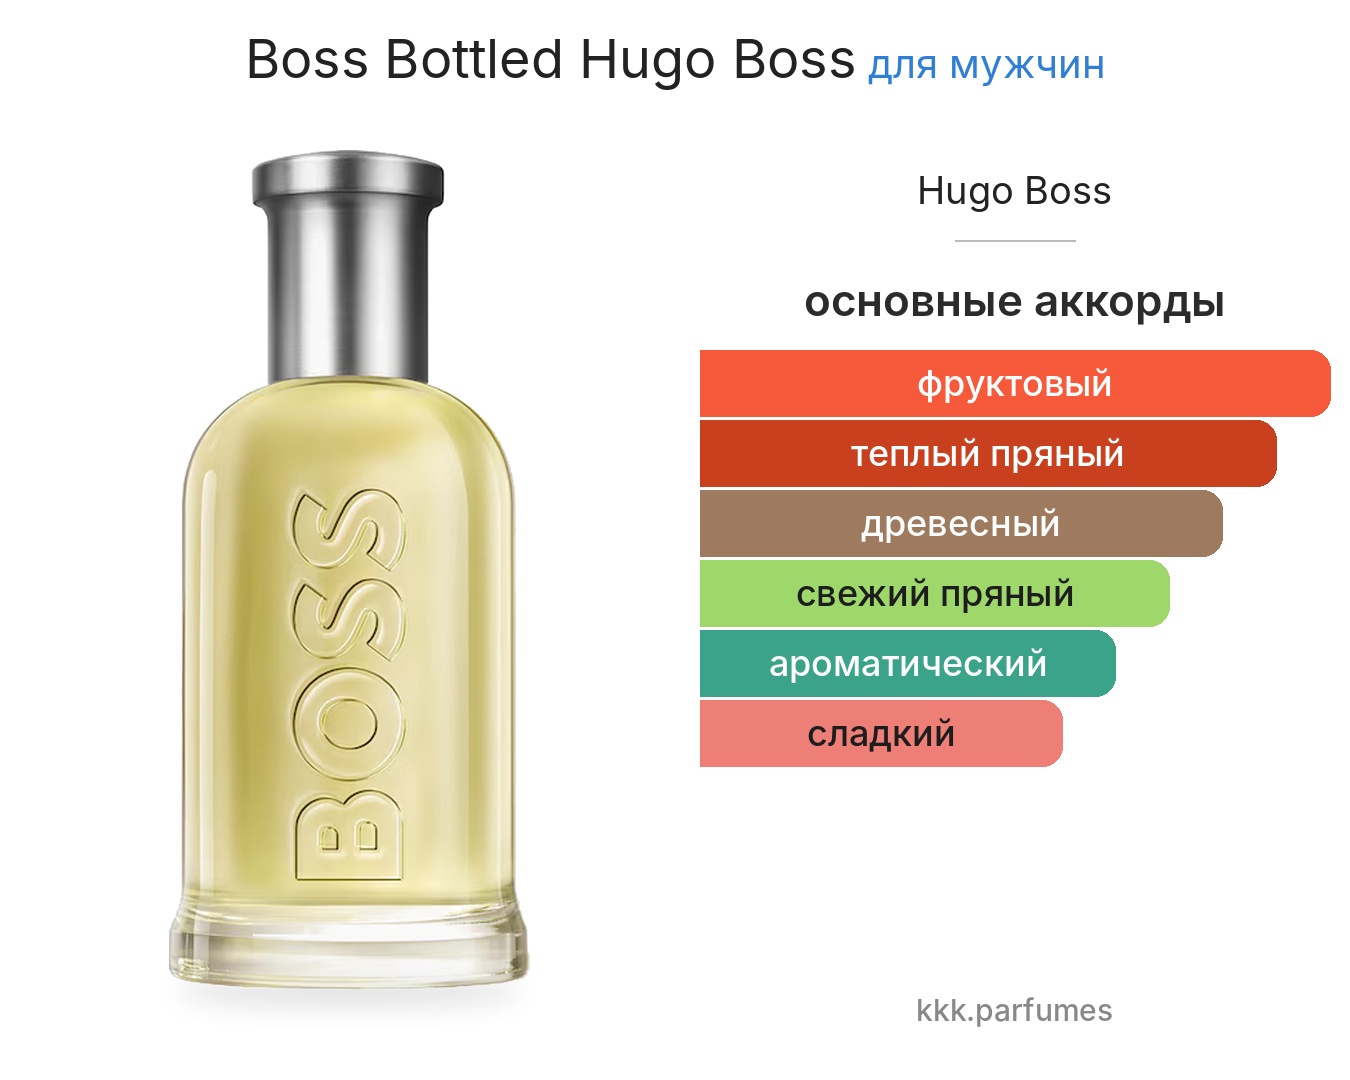 Boss Bottled Hugo Boss для мужчин
Hugo Boss
основные аккорды
фруктовый
теплый пряный
древесный
свежий пряный
ароматический
сладкий
BOSS
kkk.parfumes